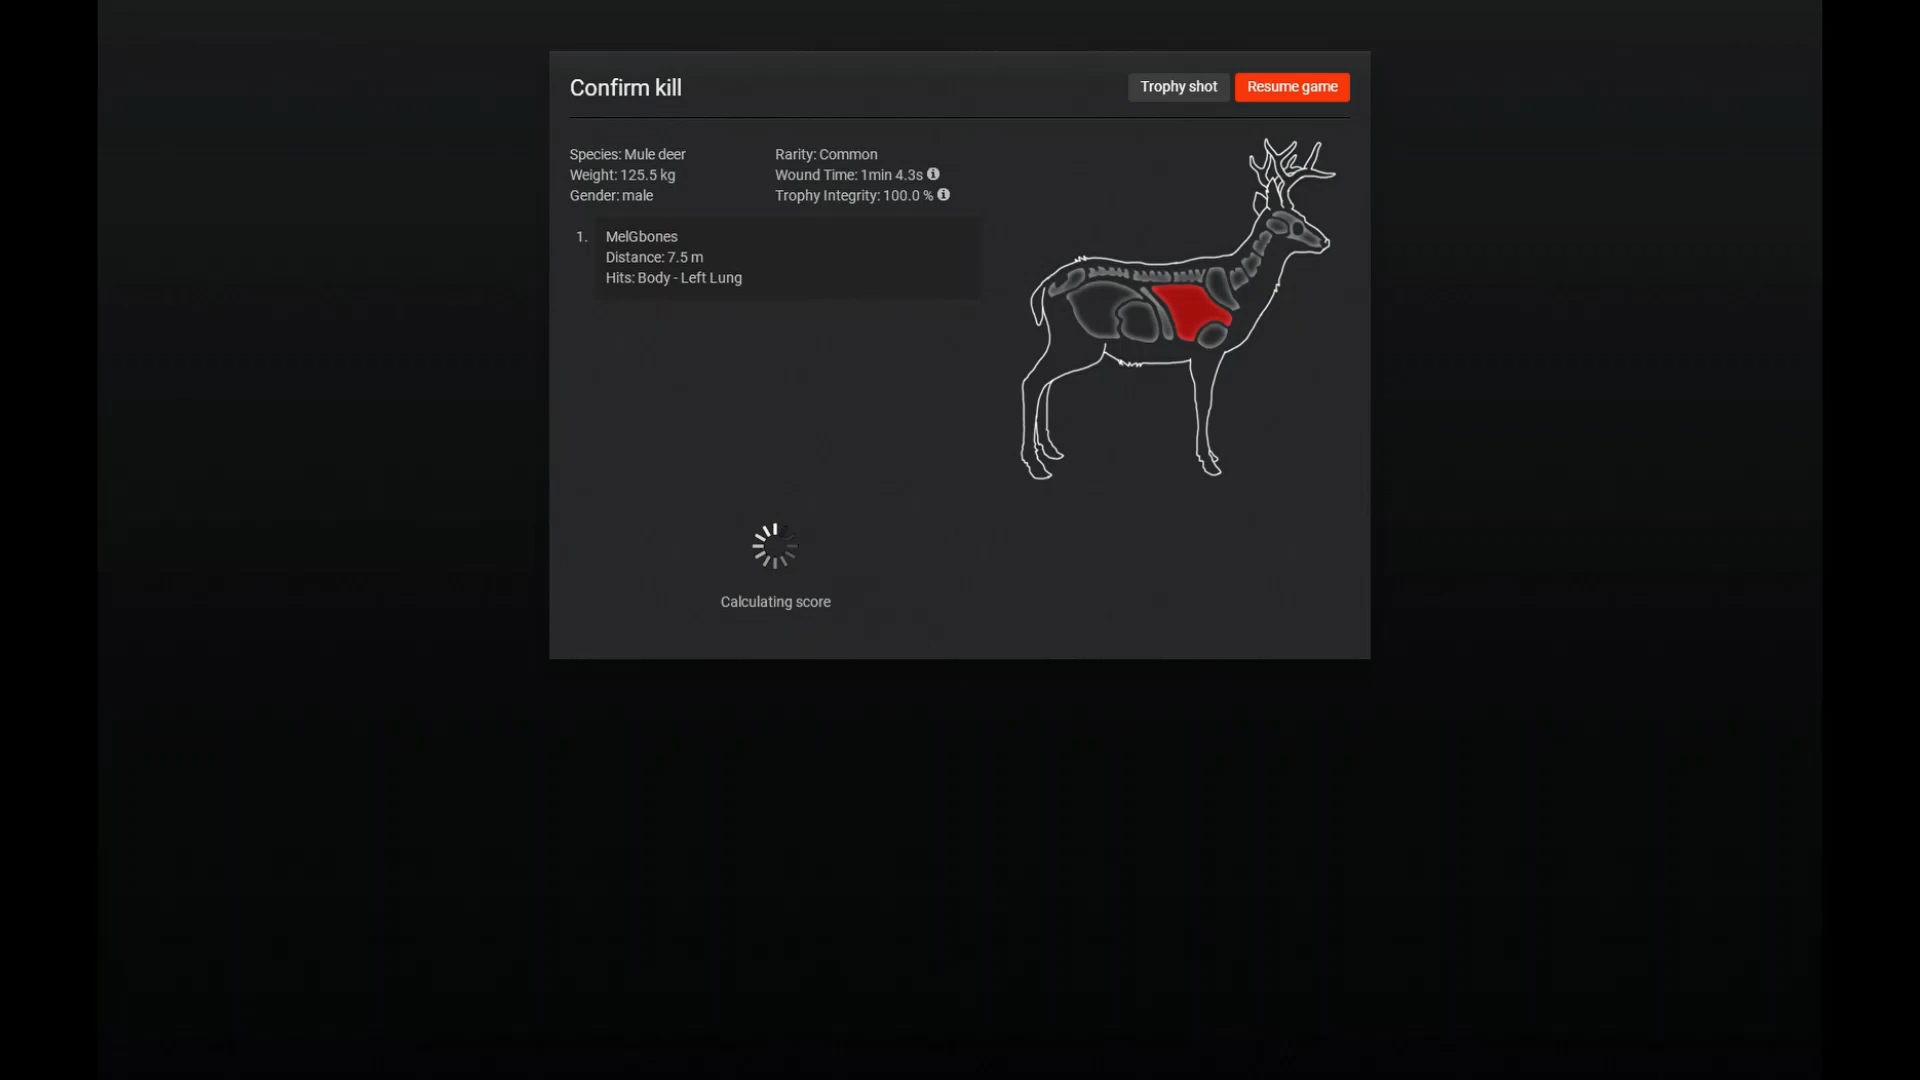 Confirm kill
Trophy shot
Resume game
Species: Mule deer
Weight: 125.5 kg
Gender: male
Rarity: Common
Wound Time: 1min 4.3s
Trophy Integrity: 100.0 %
1.
MelGbones
Distance: 7.5 m
Hits: Body - Left Lung
Calculating score